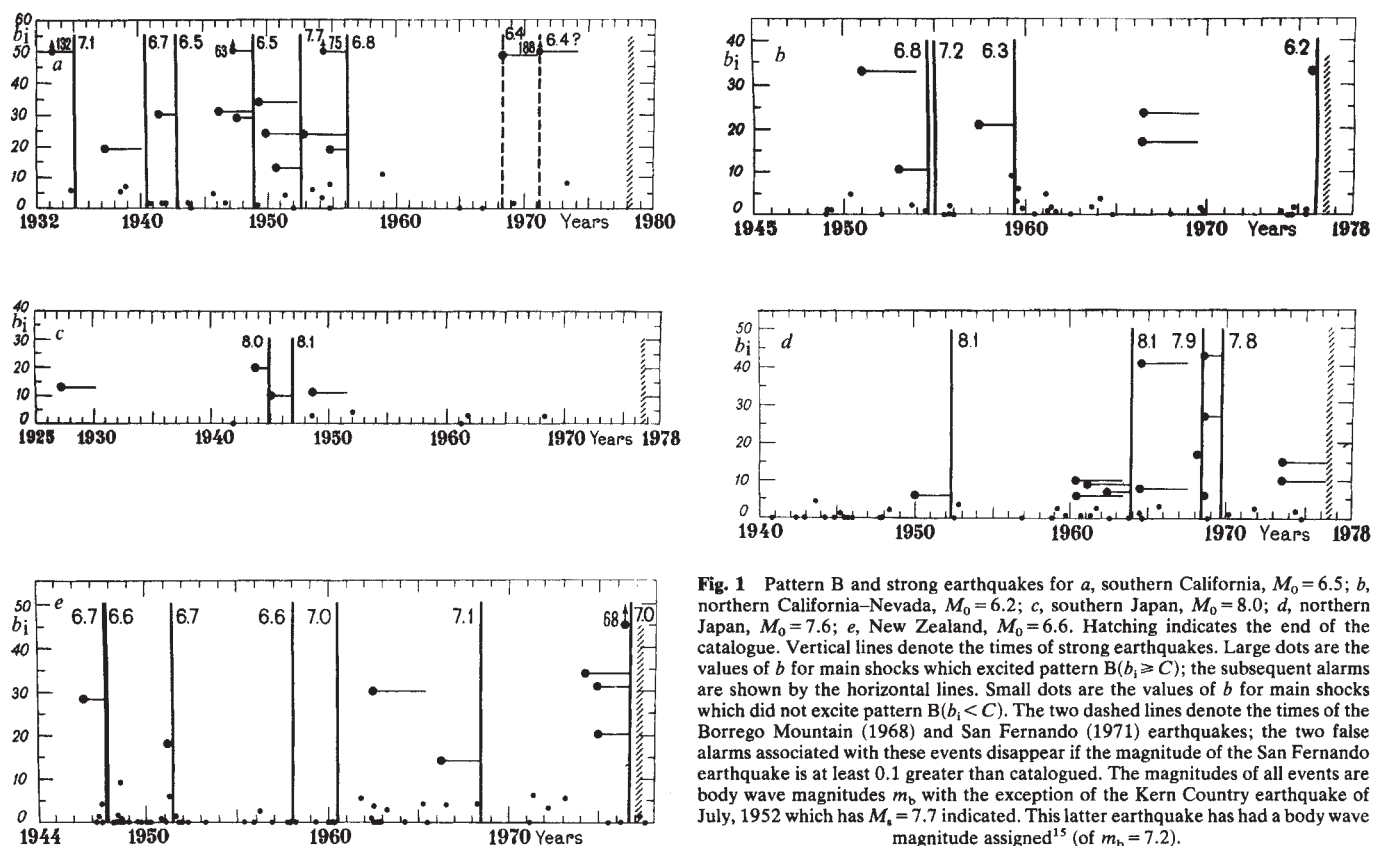 60
50
40
30
20
10
0
bi
a
132 7.1
6.7 6.5
63 6.5
7.7 75 6.8
6.4
188 6.4?
1932 1940 1950 1960 1970 Years 1980
40
30
20
10
0
bi
b
6.8 7.2 6.3 6.2
1945 1950 1960 1970 1978
Years
40
30
20
10
0
bi
c
8.0 8.1
1925 1930 1940 1950 1960 1970 Years 1978
50
40
30
20
10
0
bi
d
8.1 8.1 7.9 7.8
1940 1950 1960 1970 Years 1978
50
40
30
20
10
0
bi
e
6.7 6.6 6.7 6.6 7.0 7.1 68 7.0
1944 1950 1960 1970 Years
Fig. 1 Pattern B and strong earthquakes for a, southern California, M₀ = 6.5; b,
northern California–Nevada, M₀ = 6.2; c, southern Japan, M₀ = 8.0; d, northern
Japan, M₀ = 7.6; e, New Zealand, M₀ = 6.6. Hatching indicates the end of the
catalogue. Vertical lines denote the times of strong earthquakes. Large dots are the
values of b for main shocks which excited pattern B(bᵢ ≥ C); the subsequent alarms
are shown by the horizontal lines. Small dots are the values of b for main shocks
which did not excite pattern B(bᵢ < C). The two dashed lines denote the times of the
Borrego Mountain (1968) and San Fernando (1971) earthquakes; the two false
alarms associated with these events disappear if the magnitude of the San Fernando
earthquake is at least 0.1 greater than catalogued. The magnitudes of all events are
body wave magnitudes m_b with the exception of the Kern Country earthquake of
July, 1952 which has M_s = 7.7 indicated. This latter earthquake has had a body wave
magnitude assigned¹⁵ (of m_b = 7.2).